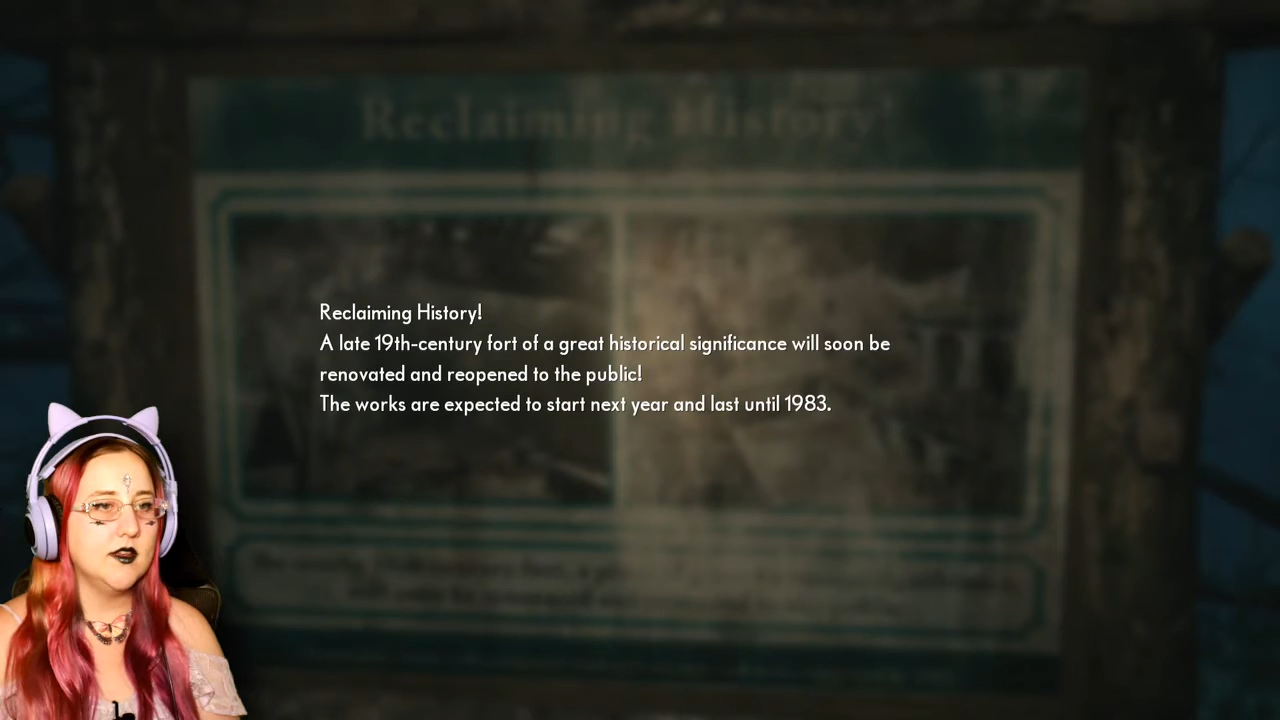 Reclaiming History!
Reclaiming History!
A late 19th-century fort of a great historical significance will soon be
renovated and reopened to the public!
The works are expected to start next year and last until 1983.